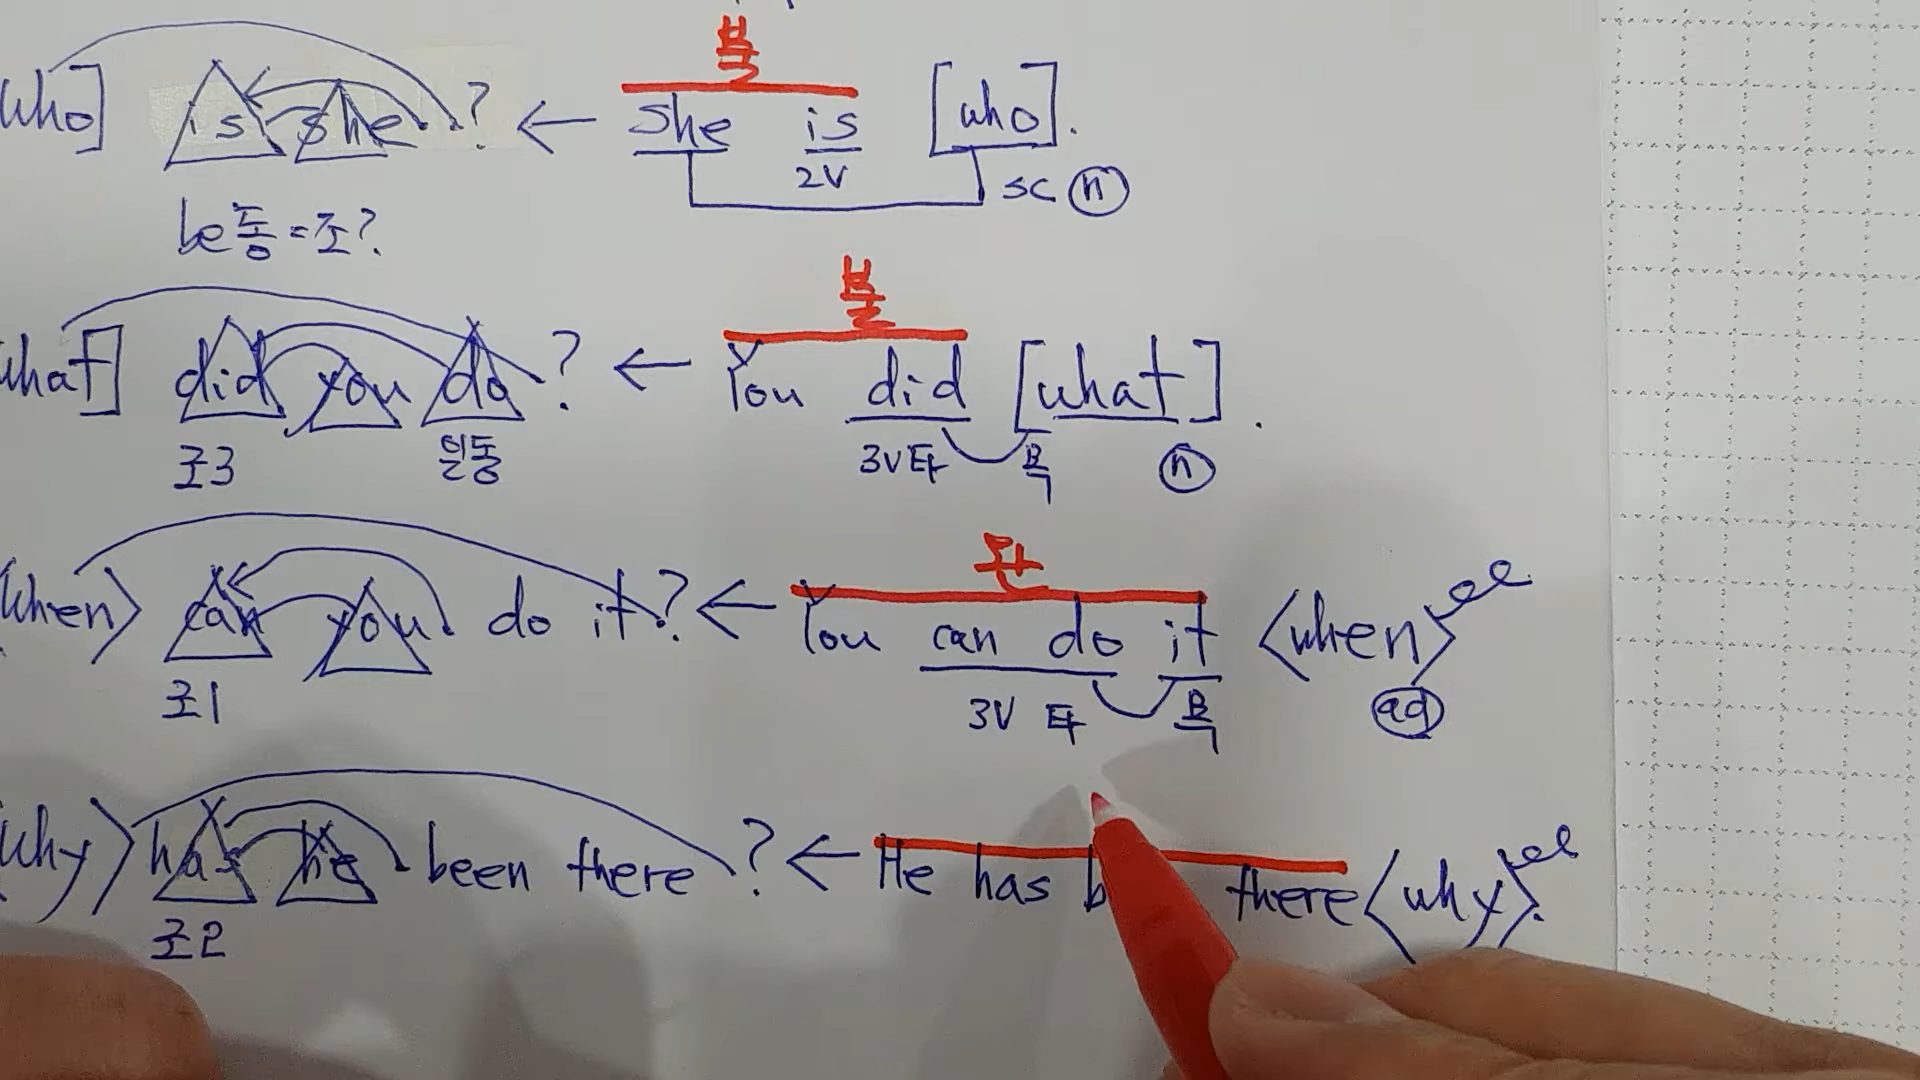 불
who] is she? ← she is [who].
2V SC n
be동=조?
불
what] did you do? ← You did [what].
조3 일동 3V타 목 n
완
when> can you do it? ← You can do it <when>
조1 3V 타 목 ad
why> has he been there? ← He has b there <why>.
조2